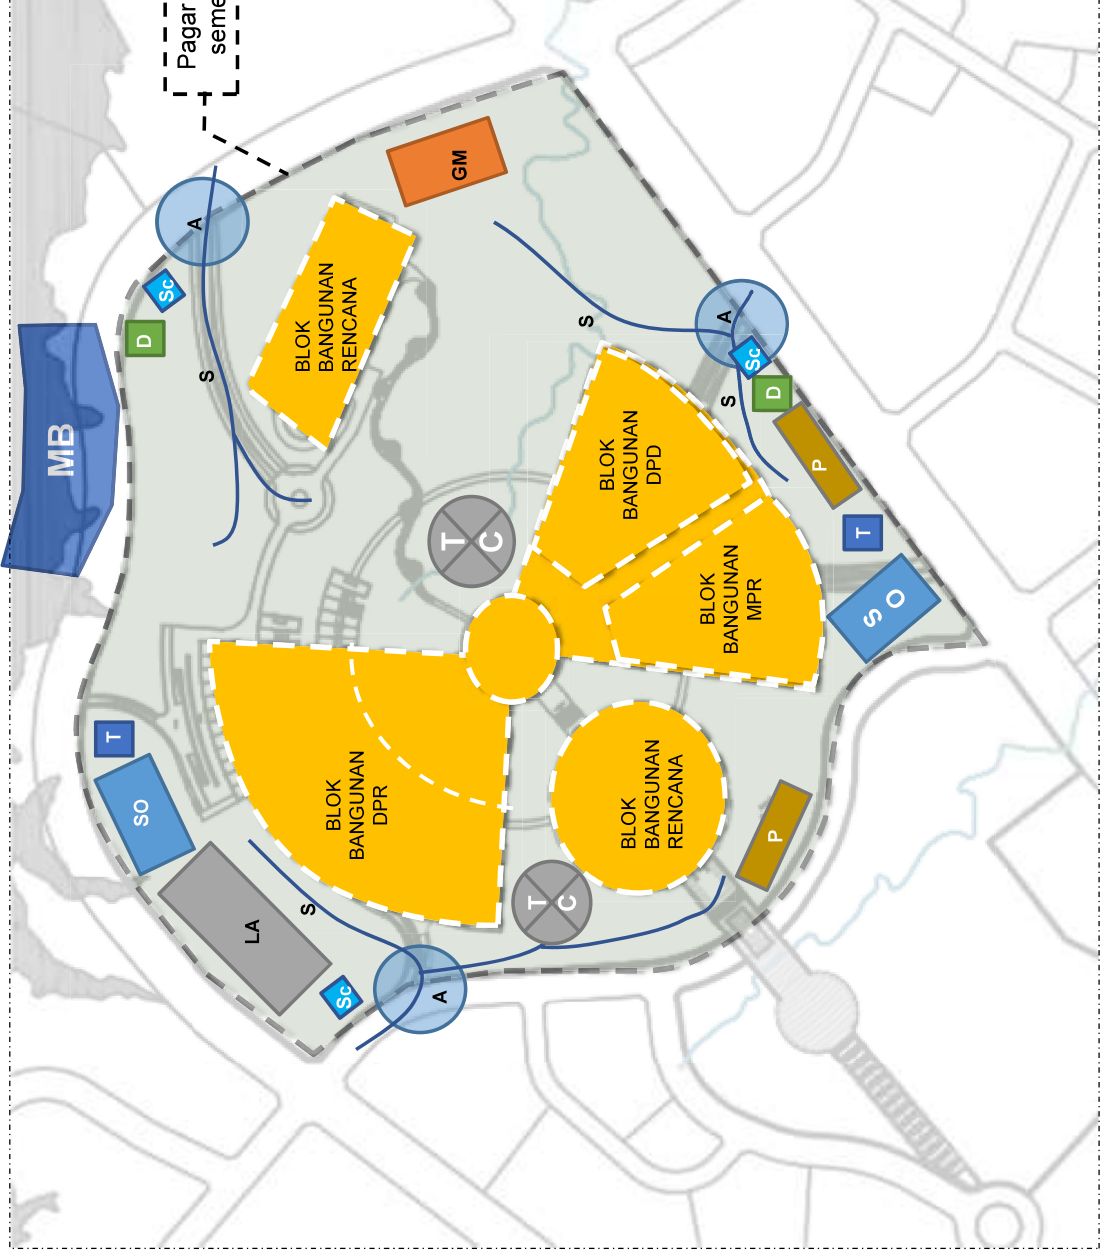 Pagar
seme
MB
A
Sc
D
GM
S
BLOK
BANGUNAN
RENCANA
S
A
Sc
S
D
P
T
S O
BLOK
BANGUNAN
DPD
BLOK
BANGUNAN
MPR
T C
T
SO
LA
S
Sc
A
BLOK
BANGUNAN
DPR
T C
BLOK
BANGUNAN
RENCANA
P